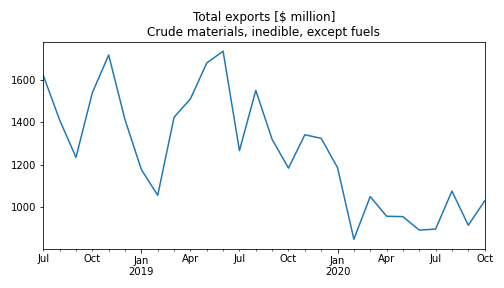 Total exports [$ million]
Crude materials, inedible, except fuels
1600
1400
1200
1000
Jul Oct Jan Apr Jul Oct Jan Apr Jul Oct
2019 2020